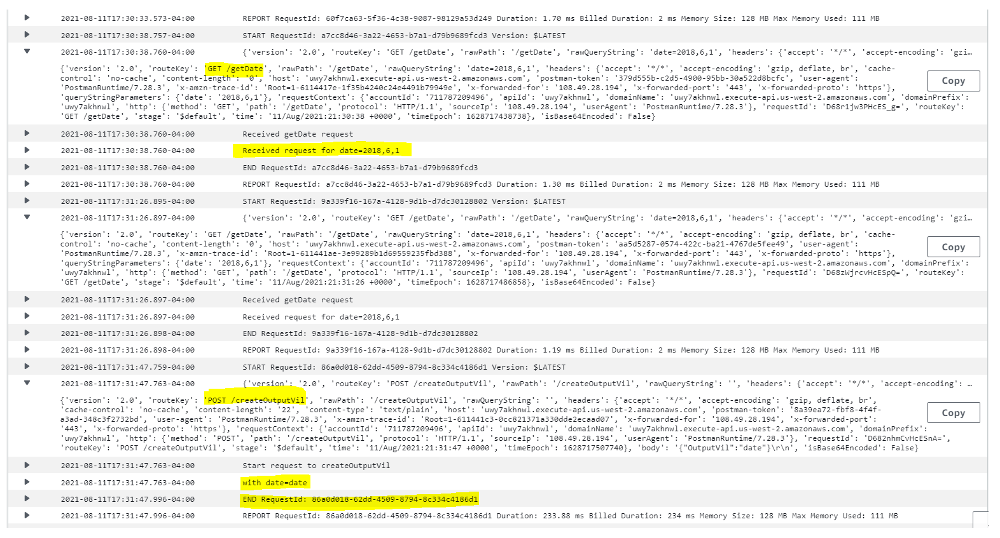 2021-08-11T17:30:33.573-04:00 REPORT RequestId: 60f7ca63-5f36-4c38-9087-98129a53d249 Duration: 1.70 ms Billed Duration: 2 ms Memory Size: 128 MB Max Memory Used: 111 MB
2021-08-11T17:30:38.757-04:00 START RequestId: a7cc8d46-3a22-4653-b7a1-d79b9689fcd3 Version: $LATEST
2021-08-11T17:30:38.760-04:00 {'version': '2.0', 'routeKey': 'GET /getDate', 'rawPath': '/getDate', 'rawQueryString': 'date=2018,6,1', 'headers': {'accept': '*/*', 'accept-encoding': 'gzi…
{'version': '2.0', 'routeKey': 'GET /getDate', 'rawPath': '/getDate', 'rawQueryString': 'date=2018,6,1', 'headers': {'accept': '*/*', 'accept-encoding': 'gzip, deflate, br', 'cache-
control': 'no-cache', 'content-length': '0', 'host': 'uwy7akhnwl.execute-api.us-west-2.amazonaws.com', 'postman-token': '379d555b-c2d5-4900-95bb-30a522d8bcfc', 'user-agent':
'PostmanRuntime/7.28.3', 'x-amzn-trace-id': 'Root=1-6114417e-1f35b4240c24e4491b79949e', 'x-forwarded-for': '108.49.28.194', 'x-forwarded-port': '443', 'x-forwarded-proto': 'https'},
'queryStringParameters': {'date': '2018,6,1'}, 'requestContext': {'accountId': '711787209496', 'apiId': 'uwy7akhnwl', 'domainName': 'uwy7akhnwl.execute-api.us-west-2.amazonaws.com', 'domainPrefix':
'uwy7akhnwl', 'http': {'method': 'GET', 'path': '/getDate', 'protocol': 'HTTP/1.1', 'sourceIp': '108.49.28.194', 'userAgent': 'PostmanRuntime/7.28.3'}, 'requestId': 'D68r1jw3PHcES_g=', 'routeKey':
'GET /getDate', 'stage': '$default', 'time': '11/Aug/2021:21:30:38 +0000', 'timeEpoch': 1628717438738}, 'isBase64Encoded': False}
Copy
2021-08-11T17:30:38.760-04:00 Received getDate request
2021-08-11T17:30:38.760-04:00 Received request for date=2018,6,1
2021-08-11T17:30:38.760-04:00 END RequestId: a7cc8d46-3a22-4653-b7a1-d79b9689fcd3
2021-08-11T17:30:38.760-04:00 REPORT RequestId: a7cc8d46-3a22-4653-b7a1-d79b9689fcd3 Duration: 1.30 ms Billed Duration: 2 ms Memory Size: 128 MB Max Memory Used: 111 MB
2021-08-11T17:31:26.895-04:00 START RequestId: 9a339f16-167a-4128-9d1b-d7dc30128802 Version: $LATEST
2021-08-11T17:31:26.897-04:00 {'version': '2.0', 'routeKey': 'GET /getDate', 'rawPath': '/getDate', 'rawQueryString': 'date=2018,6,1', 'headers': {'accept': '*/*', 'accept-encoding': 'gzi…
{'version': '2.0', 'routeKey': 'GET /getDate', 'rawPath': '/getDate', 'rawQueryString': 'date=2018,6,1', 'headers': {'accept': '*/*', 'accept-encoding': 'gzip, deflate, br', 'cache-
control': 'no-cache', 'content-length': '0', 'host': 'uwy7akhnwl.execute-api.us-west-2.amazonaws.com', 'postman-token': 'aa5d5287-0574-422c-ba21-4767de5fee49', 'user-agent':
'PostmanRuntime/7.28.3', 'x-amzn-trace-id': 'Root=1-611441ae-3e99289b1d69559235fbd388', 'x-forwarded-for': '108.49.28.194', 'x-forwarded-port': '443', 'x-forwarded-proto': 'https'},
'queryStringParameters': {'date': '2018,6,1'}, 'requestContext': {'accountId': '711787209496', 'apiId': 'uwy7akhnwl', 'domainName': 'uwy7akhnwl.execute-api.us-west-2.amazonaws.com', 'domainPrefix':
'uwy7akhnwl', 'http': {'method': 'GET', 'path': '/getDate', 'protocol': 'HTTP/1.1', 'sourceIp': '108.49.28.194', 'userAgent': 'PostmanRuntime/7.28.3'}, 'requestId': 'D68zWjrcvHcESpQ=', 'routeKey':
'GET /getDate', 'stage': '$default', 'time': '11/Aug/2021:21:31:26 +0000', 'timeEpoch': 1628717486858}, 'isBase64Encoded': False}
Copy
2021-08-11T17:31:26.897-04:00 Received getDate request
2021-08-11T17:31:26.897-04:00 Received request for date=2018,6,1
2021-08-11T17:31:26.898-04:00 END RequestId: 9a339f16-167a-4128-9d1b-d7dc30128802
2021-08-11T17:31:26.898-04:00 REPORT RequestId: 9a339f16-167a-4128-9d1b-d7dc30128802 Duration: 1.19 ms Billed Duration: 2 ms Memory Size: 128 MB Max Memory Used: 111 MB
2021-08-11T17:31:47.759-04:00 START RequestId: 86a0d018-62dd-4509-8794-8c334c4186d1 Version: $LATEST
2021-08-11T17:31:47.763-04:00 {'version': '2.0', 'routeKey': 'POST /createOutputVil', 'rawPath': '/createOutputVil', 'rawQueryString': '', 'headers': {'accept': '*/*', 'accept-encoding': …
{'version': '2.0', 'routeKey': 'POST /createOutputVil', 'rawPath': '/createOutputVil', 'rawQueryString': '', 'headers': {'accept': '*/*', 'accept-encoding': 'gzip, deflate, br',
'cache-control': 'no-cache', 'content-length': '22', 'content-type': 'text/plain', 'host': 'uwy7akhnwl.execute-api.us-west-2.amazonaws.com', 'postman-token': '8a39ea72-fbf8-4f4f-
a3ad-348c3f2732bd', 'user-agent': 'PostmanRuntime/7.28.3', 'x-amzn-trace-id': 'Root=1-611441c3-0cc821371a330dde2ecaad07', 'x-forwarded-for': '108.49.28.194', 'x-forwarded-port':
'443', 'x-forwarded-proto': 'https'}, 'requestContext': {'accountId': '711787209496', 'apiId': 'uwy7akhnwl', 'domainName': 'uwy7akhnwl.execute-api.us-west-2.amazonaws.com', 'domainPrefix':
'uwy7akhnwl', 'http': {'method': 'POST', 'path': '/createOutputVil', 'protocol': 'HTTP/1.1', 'sourceIp': '108.49.28.194', 'userAgent': 'PostmanRuntime/7.28.3'}, 'requestId': 'D682nhmCvHcESnA=',
'routeKey': 'POST /createOutputVil', 'stage': '$default', 'time': '11/Aug/2021:21:31:47 +0000', 'timeEpoch': 1628717507740}, 'body': '{"OutputVil":"date"}\r\n', 'isBase64Encoded': False}
Copy
2021-08-11T17:31:47.763-04:00 Start request to createOutputVil
2021-08-11T17:31:47.763-04:00 with date=date
2021-08-11T17:31:47.996-04:00 END RequestId: 86a0d018-62dd-4509-8794-8c334c4186d1
2021-08-11T17:31:47.996-04:00 REPORT RequestId: 86a0d018-62dd-4509-8794-8c334c4186d1 Duration: 233.88 ms Billed Duration: 234 ms Memory Size: 128 MB Max Memory Used: 111 MB